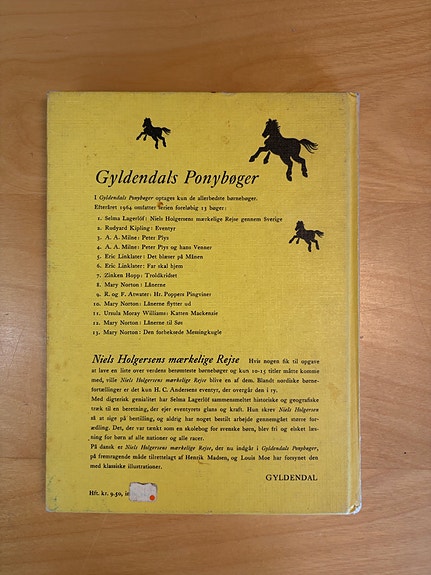 Gyldendals Ponybøger
I Gyldendals Ponybøger optages kun de allerbedste børnebøger.
Efteråret 1964 omfatter serien foreløbig 13 bøger:
1. Selma Lagerlöf: Niels Holgersens mærkelige Rejse gennem Sverige
2. Rudyard Kipling: Eventyr
3. A. A. Milne: Peter Plys
4. A. A. Milne: Peter Plys og hans Venner
5. Eric Linklater: Det blæser på Månen
6. Eric Linklater: Far skal hjem
7. Zinken Hopp: Troldkridtet
8. Mary Norton: Lånerne
9. R. og F. Atwater: Hr. Poppers Pingviner
10. Mary Norton: Lånerne flytter ud
11. Ursula Moray Williams: Katten Mackenzie
12. Mary Norton: Lånerne til Søs
13. Mary Norton: Den forheksede Messingkugle
Niels Holgersens mærkelige Rejse Hvis nogen fik til opgave
at lave en liste over verdens berømteste børnebøger og kun 10-15 titler måtte komme
med, ville Niels Holgersens mærkelige Rejse blive en af dem. Blandt nordiske børne-
fortællinger er det kun H. C. Andersens eventyr, der overgår den i ry.
Med digterisk genialitet har Selma Lagerlöf sammensmeltet historiske og geografiske
træk til en beretning, der ejer eventyrets glans og kraft. Hun skrev Niels Holgersen
at sige på bestilling, og aldrig har noget bestilt arbejde gennemgået større for-
ædling. Det, der var tænkt som en skolebog for svenske børn, blev fri og elsket læs-
ning for børn af alle nationer og alle racer.
På dansk er Niels Holgersens mærkelige Rejse, der nu indgår i Gyldendals Ponybøger,
på fremragende måde tilrettelagt af Henrik Madsen, og Louis Moe har forsynet den
med klassiske illustrationer.
GYLDENDAL
Hft. kr. 9.50, in